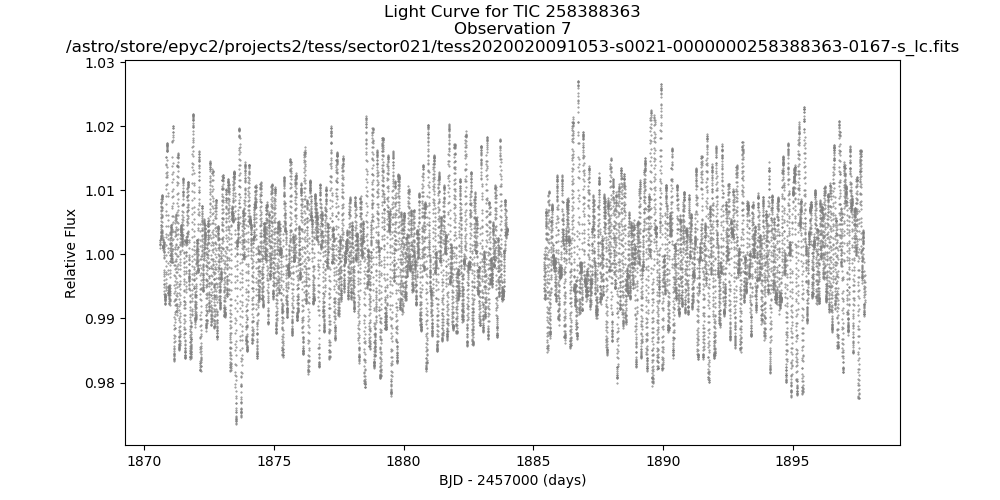 Light Curve for TIC 258388363
Observation 7
/astro/store/epyc2/projects2/tess/sector021/tess2020020091053-s0021-0000000258388363-0167-s_lc.fits
1.03
1.02
1.01
1.00
0.99
0.98
Relative Flux
1870 1875 1880 1885 1890 1895
BJD - 2457000 (days)